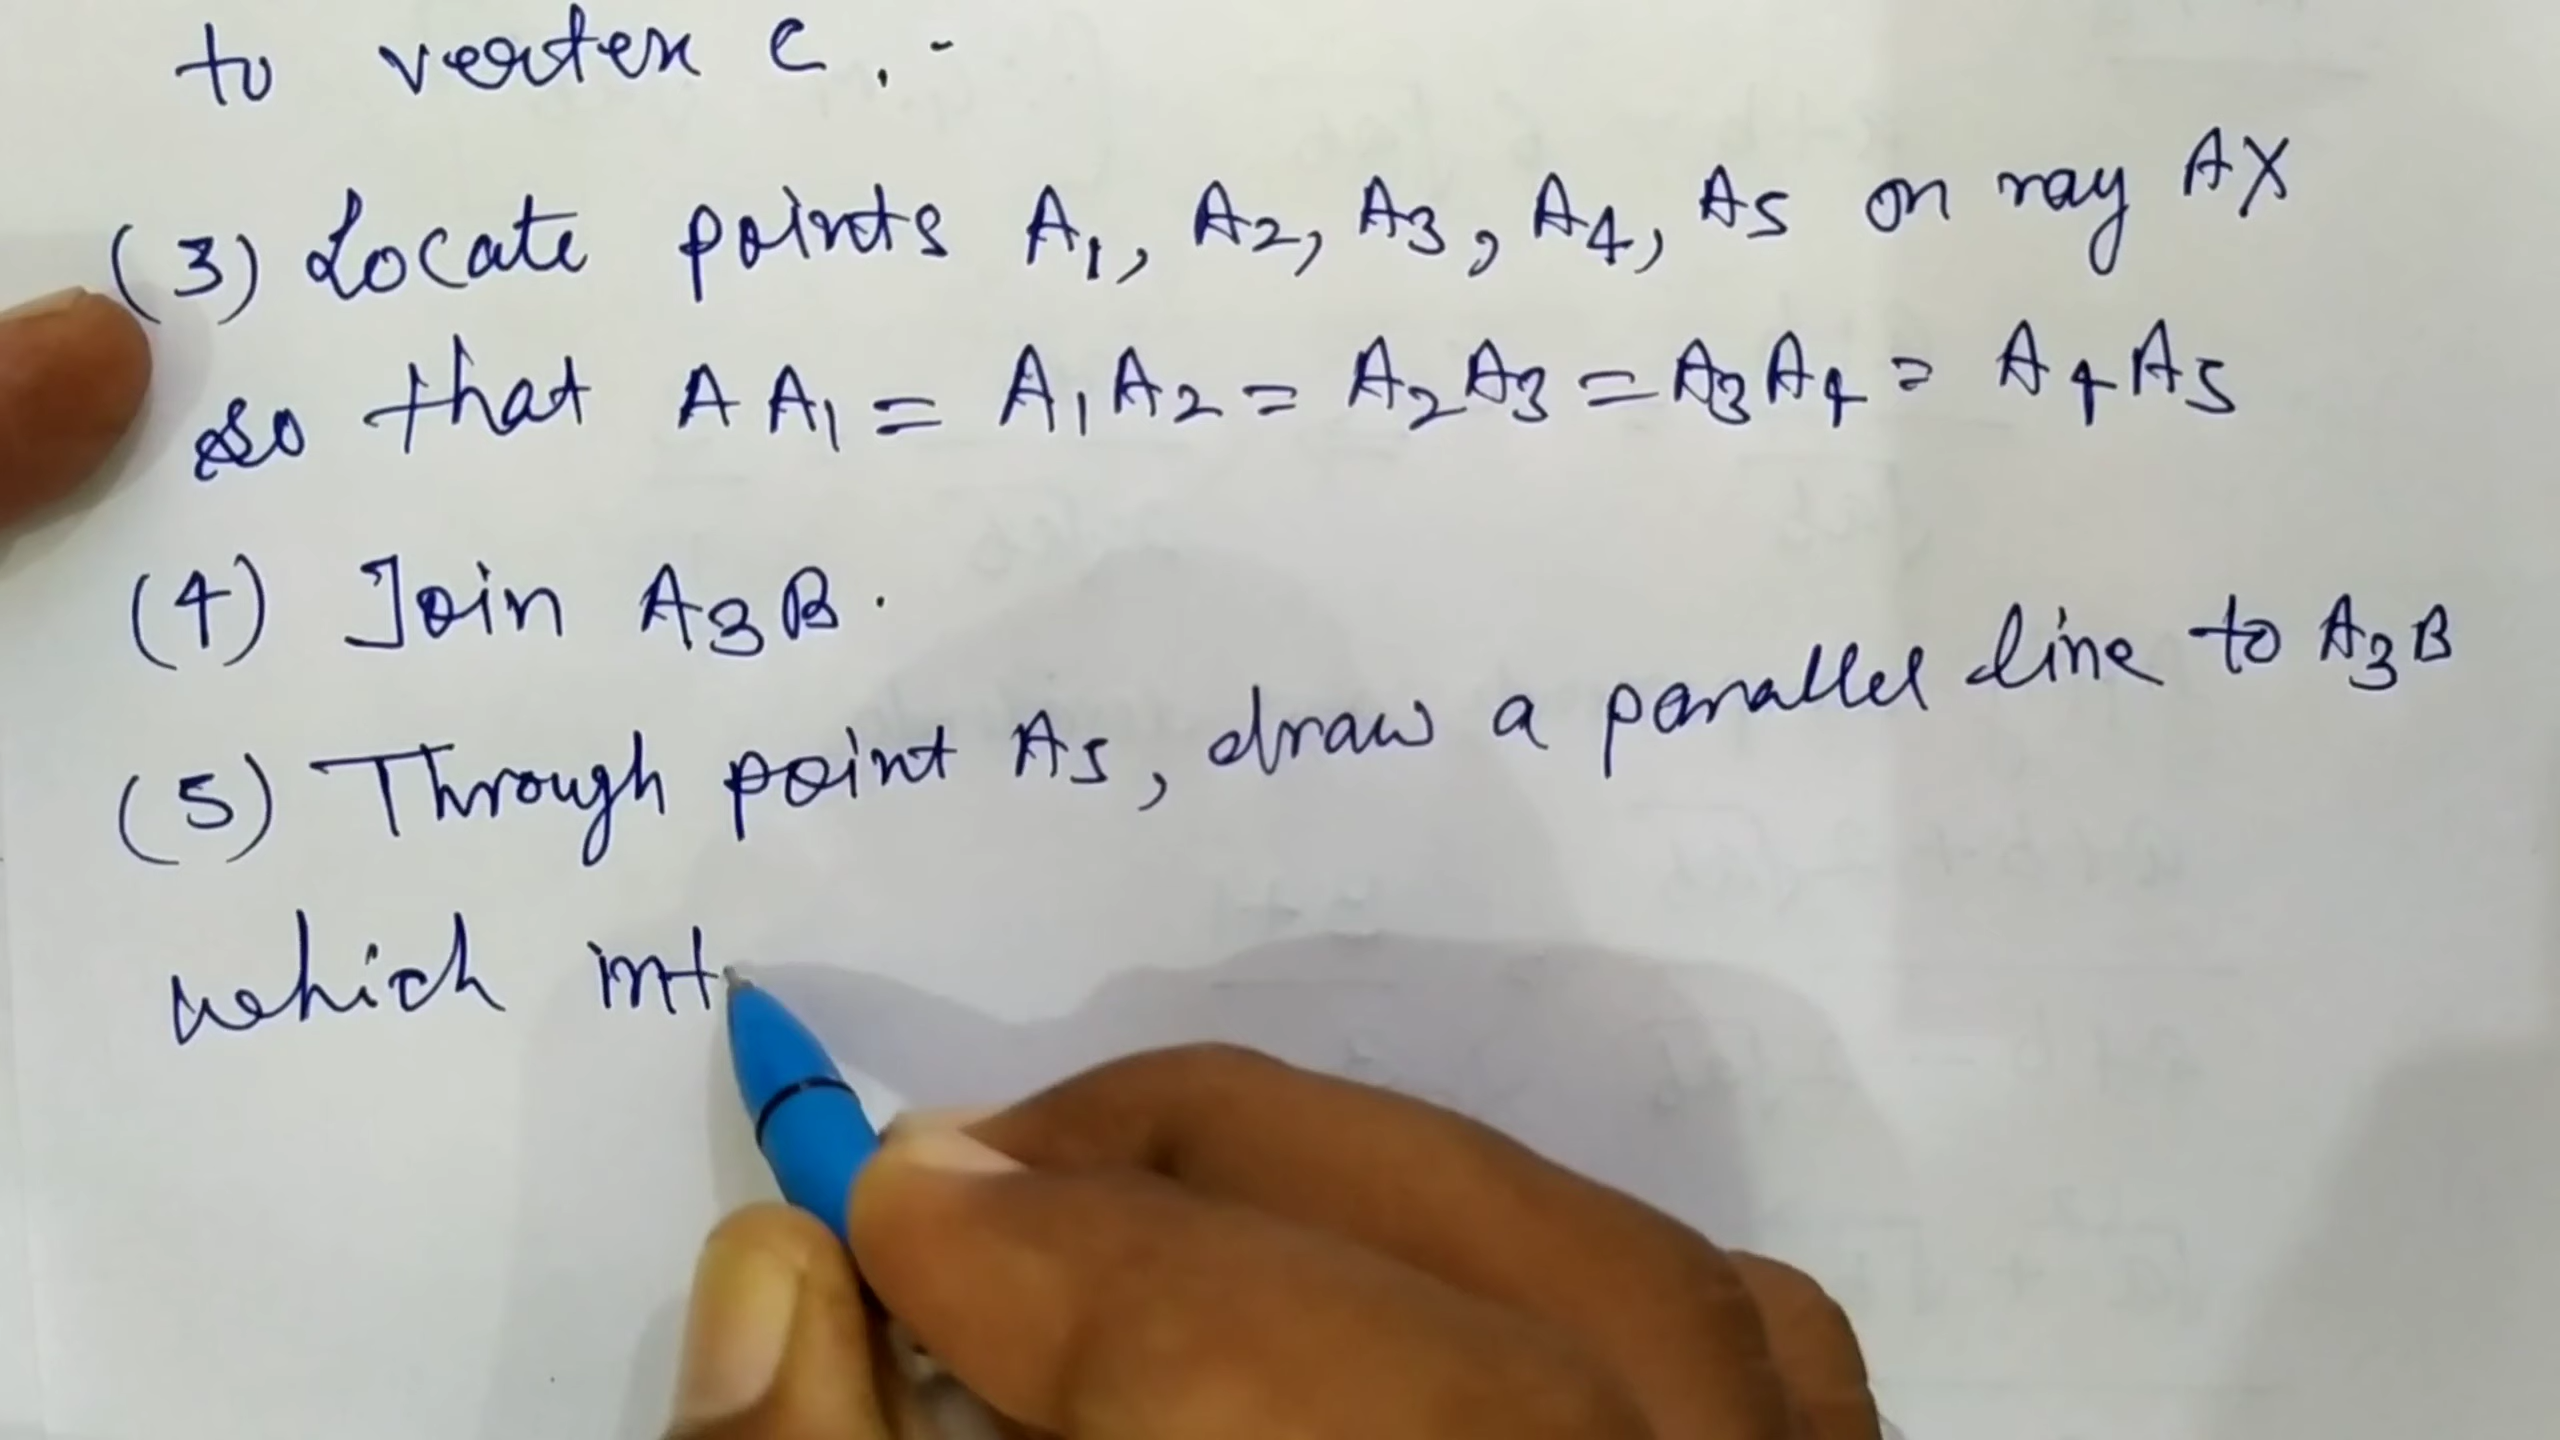 to vertex C.
(3) Locate points A1, A2, A3, A4, A5 on ray AX
so that AA1 = A1A2 = A2A3 = A3A4 = A4A5
(4) Join A3B.
(5) Through point A5, draw a parallel line to A3B
which int